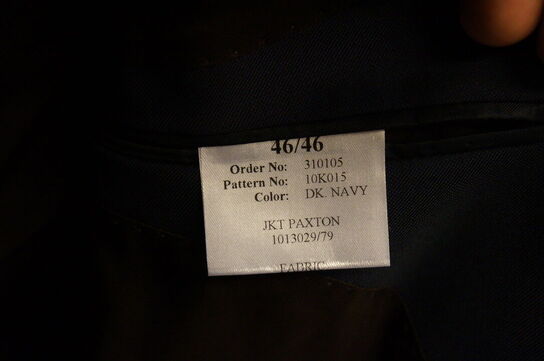 46/46
Order No: 310105
Pattern No: 10K015
Color: DK. NAVY
JKT PAXTON
1013029/79
FABRIC